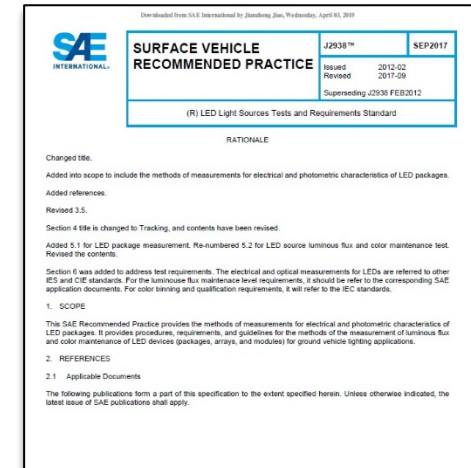 Downloaded from SAE International by Jianzhong Jiao, Wednesday, April 03, 2019
SAE
INTERNATIONAL®
SURFACE VEHICLE
RECOMMENDED PRACTICE
J2938™ SEP2017
Issued 2012-02
Revised 2017-09
Superseding J2938 FEB2012
(R) LED Light Sources Tests and Requirements Standard
RATIONALE
Changed title.
Added into scope to include the methods of measurements for electrical and photometric characteristics of LED packages.
Added references.
Revised 3.5.
Section 4 title is changed to Tracking, and contents have been revised.
Added 5.1 for LED package measurement. Re-numbered 5.2 for LED source luminous flux and color maintenance test.
Revised the contents.
Section 6 was added to address test requirements. The electrical and optical measurements for LEDs are referred to other
IES and CIE standards. For the luminouse flux maintenace level requirements, it should be refer to the corresponding SAE
application documents. For color binning and qualification requirements, it will refer to the IEC standards.
1. SCOPE
This SAE Recommended Practice provides the methods of measurements for electrical and photometric characteristics of
LED packages. It provides procedures, requirements, and guidelines for the methods of the measurement of luminous flux
and color maintenance of LED devices (packages, arrays, and modules) for ground vehicle lighting applications.
2. REFERENCES
2.1 Applicable Documents
The following publications form a part of this specification to the extent specified herein. Unless otherwise indicated, the
latest issue of SAE publications shall apply.